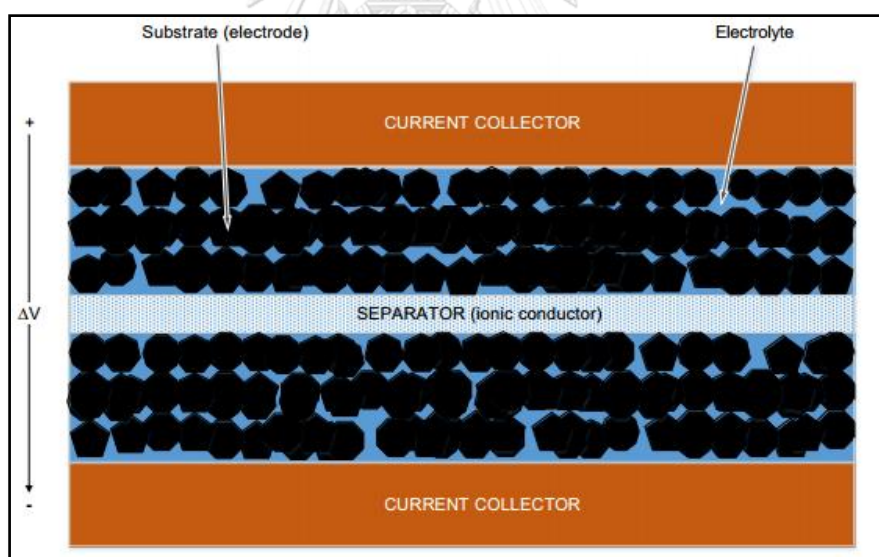 Substrate (electrode)
Electrolyte
CURRENT COLLECTOR
+
SEPARATOR (ionic conductor)
ΔV
-
CURRENT COLLECTOR